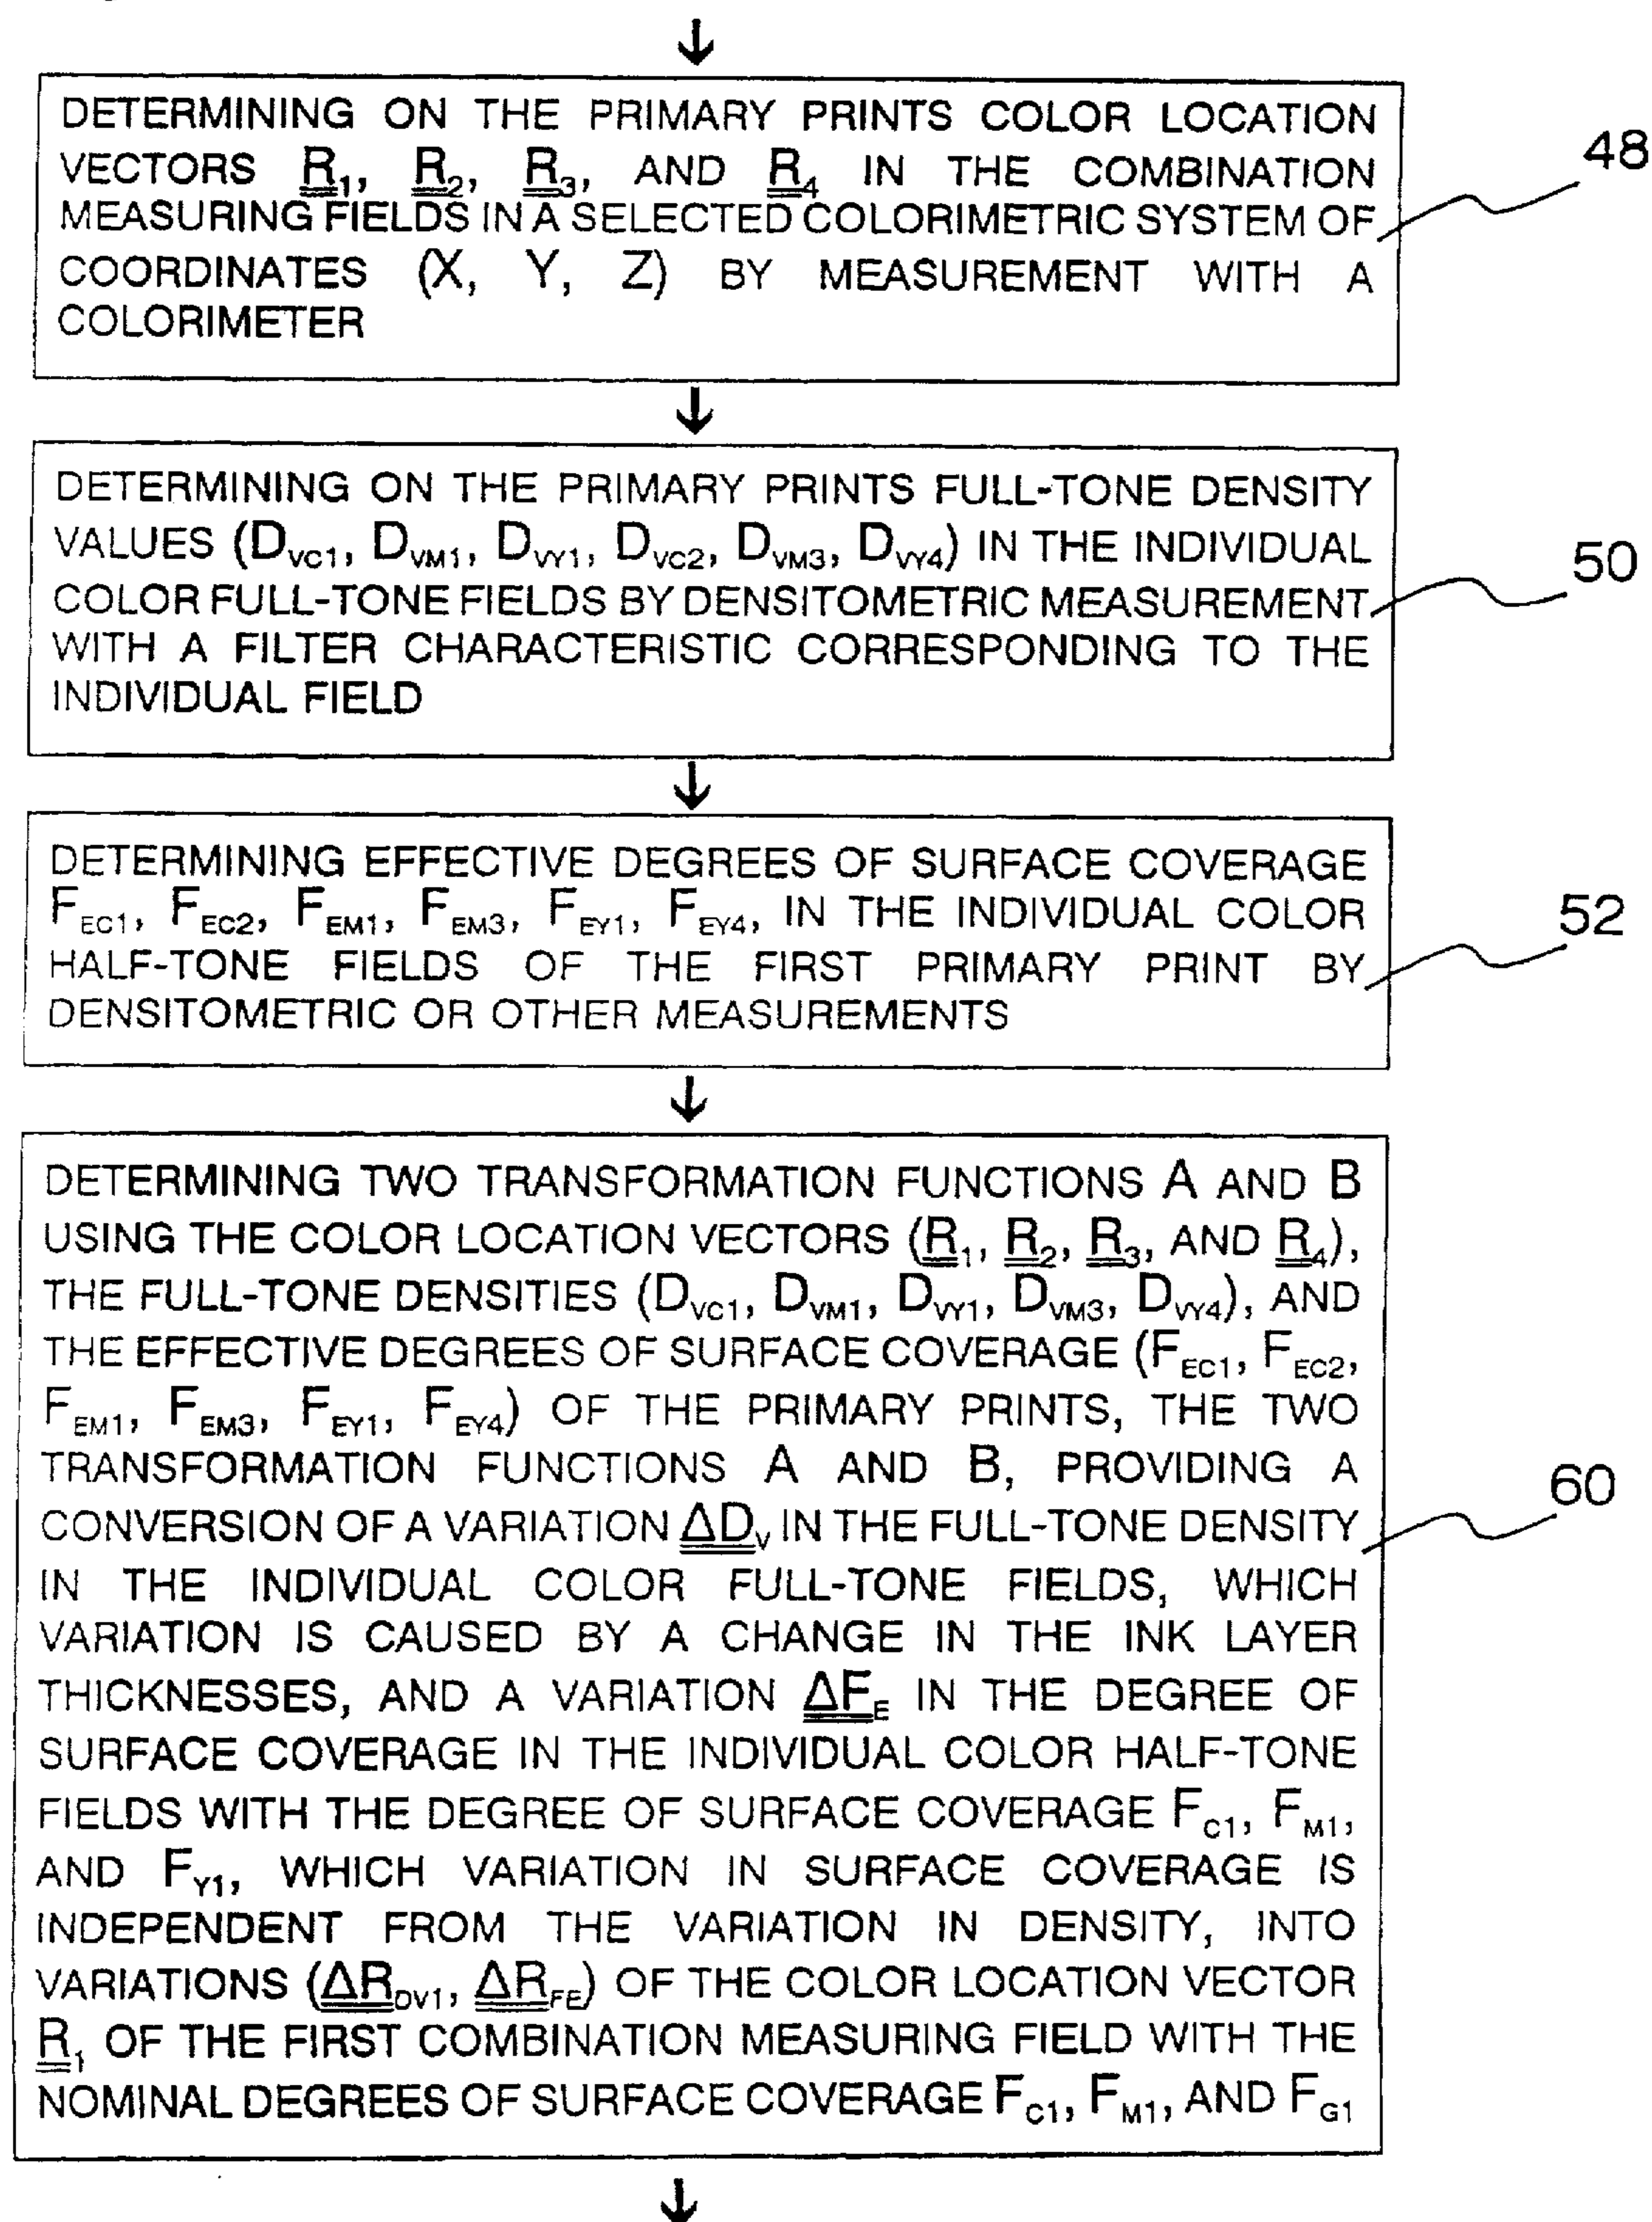 DETERMINING ON THE PRIMARY PRINTS COLOR LOCATION
VECTORS R1, R2, R3, AND R4 IN THE COMBINATION
MEASURING FIELDS IN A SELECTED COLORIMETRIC SYSTEM OF
COORDINATES (X, Y, Z) BY MEASUREMENT WITH A
COLORIMETER
48
DETERMINING ON THE PRIMARY PRINTS FULL-TONE DENSITY
VALUES (DVC1, DVM1, DVY1, DVC2, DVM3, DVY4) IN THE INDIVIDUAL
COLOR FULL-TONE FIELDS BY DENSITOMETRIC MEASUREMENT
WITH A FILTER CHARACTERISTIC CORRESPONDING TO THE
INDIVIDUAL FIELD
50
DETERMINING EFFECTIVE DEGREES OF SURFACE COVERAGE
FEC1, FEC2, FEM1, FEM3, FEY1, FEY4, IN THE INDIVIDUAL COLOR
HALF-TONE FIELDS OF THE FIRST PRIMARY PRINT BY
DENSITOMETRIC OR OTHER MEASUREMENTS
52
DETERMINING TWO TRANSFORMATION FUNCTIONS A AND B
USING THE COLOR LOCATION VECTORS (R1, R2, R3, AND R4),
THE FULL-TONE DENSITIES (DVC1, DVM1, DVY1, DVM3, DVY4), AND
THE EFFECTIVE DEGREES OF SURFACE COVERAGE (FEC1, FEC2,
FEM1, FEM3, FEY1, FEY4) OF THE PRIMARY PRINTS, THE TWO
TRANSFORMATION FUNCTIONS A AND B, PROVIDING A
CONVERSION OF A VARIATION ΔDV IN THE FULL-TONE DENSITY
IN THE INDIVIDUAL COLOR FULL-TONE FIELDS, WHICH
VARIATION IS CAUSED BY A CHANGE IN THE INK LAYER
THICKNESSES, AND A VARIATION ΔFE IN THE DEGREE OF
SURFACE COVERAGE IN THE INDIVIDUAL COLOR HALF-TONE
FIELDS WITH THE DEGREE OF SURFACE COVERAGE FC1, FM1,
AND FY1, WHICH VARIATION IN SURFACE COVERAGE IS
INDEPENDENT FROM THE VARIATION IN DENSITY, INTO
VARIATIONS (ΔRDV1, ΔRFE) OF THE COLOR LOCATION VECTOR
R1 OF THE FIRST COMBINATION MEASURING FIELD WITH THE
NOMINAL DEGREES OF SURFACE COVERAGE FC1, FM1, AND FG1
60